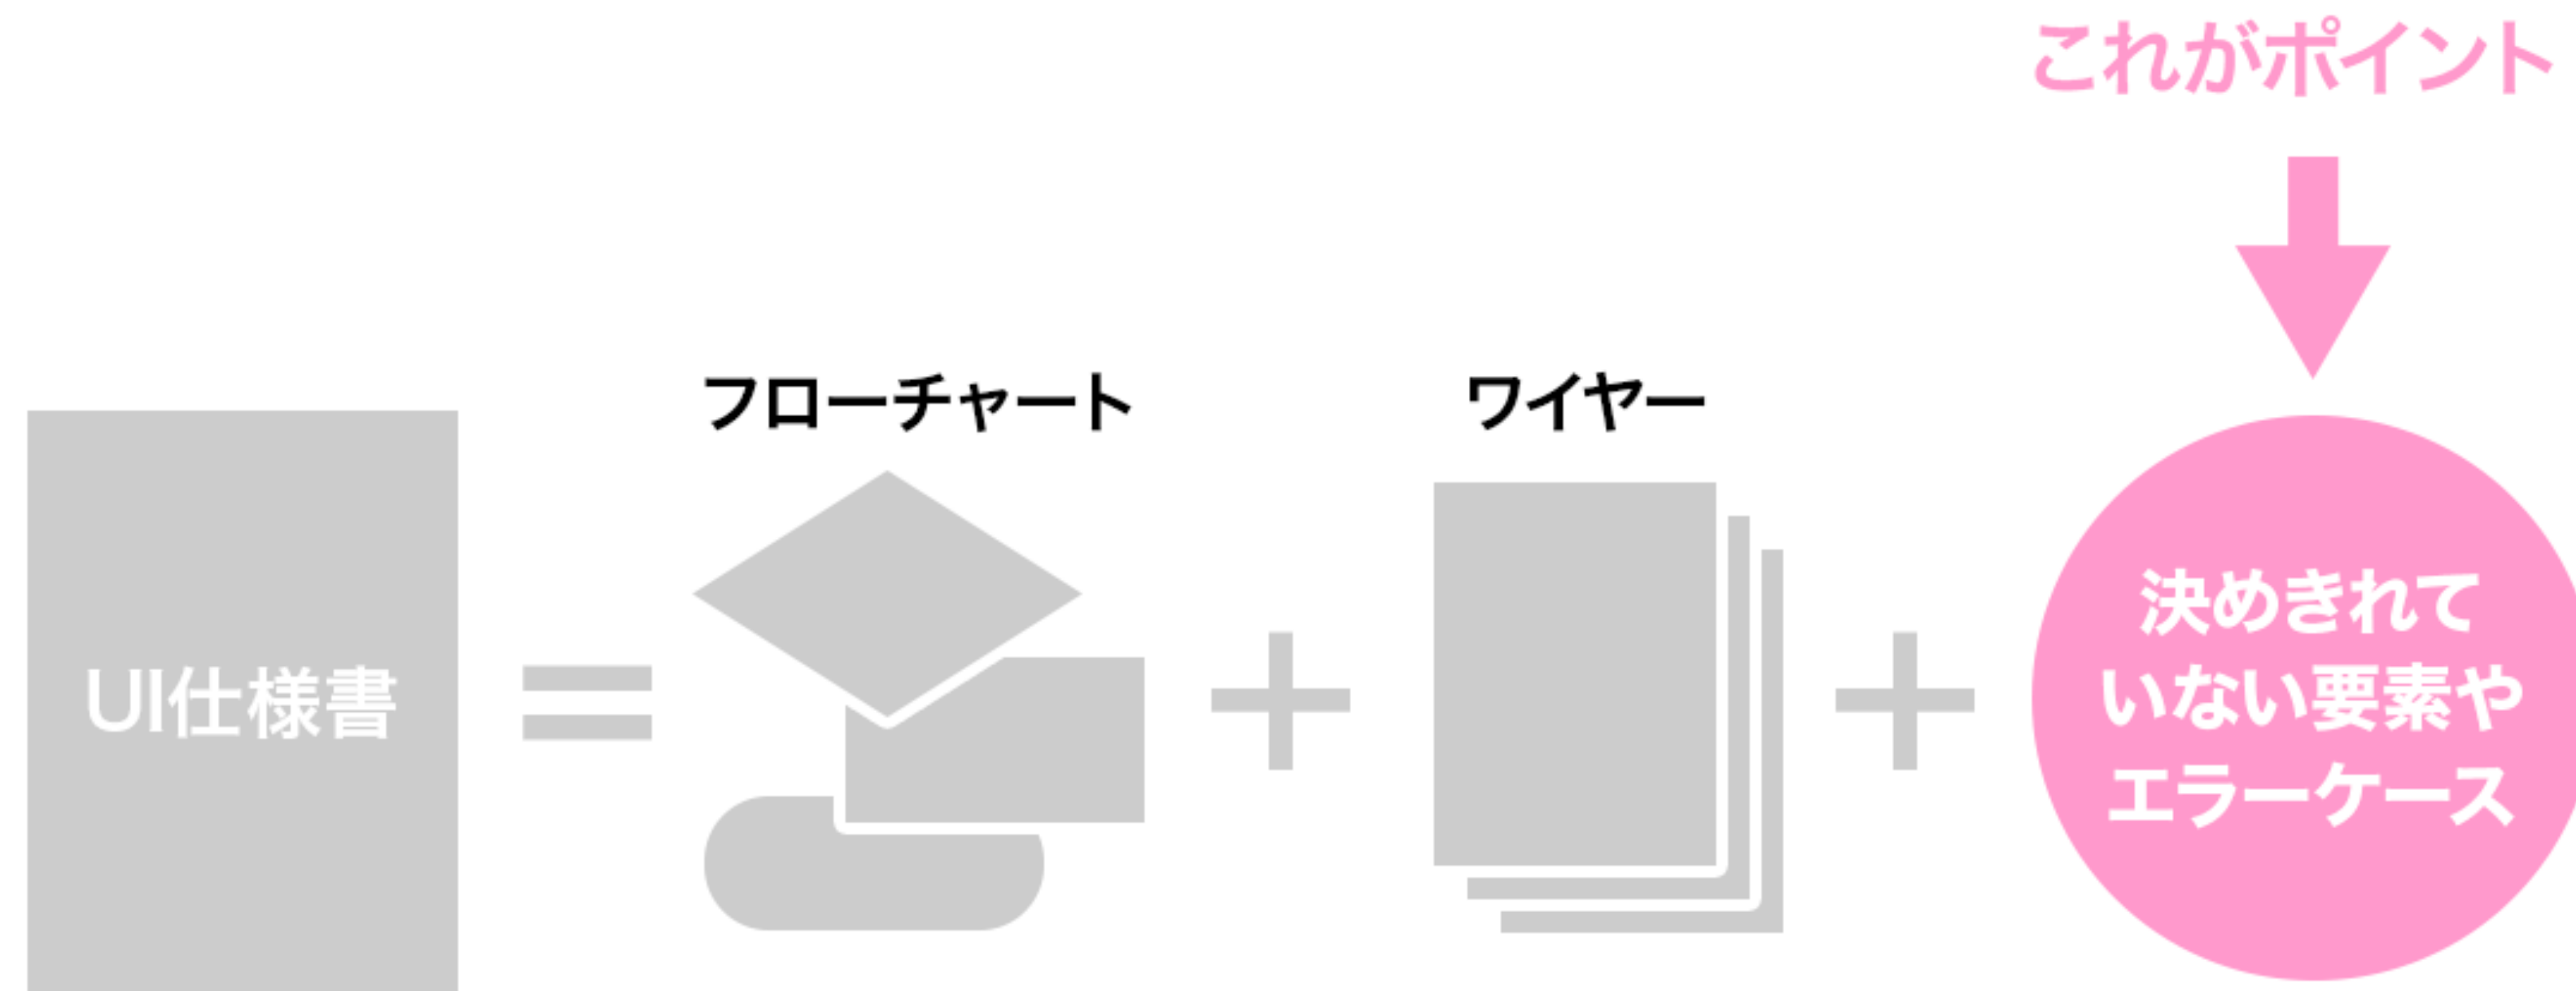 これがポイント
フローチャート
ワイヤー
UI仕様書
決めきれて
いない要素や
エラーケース